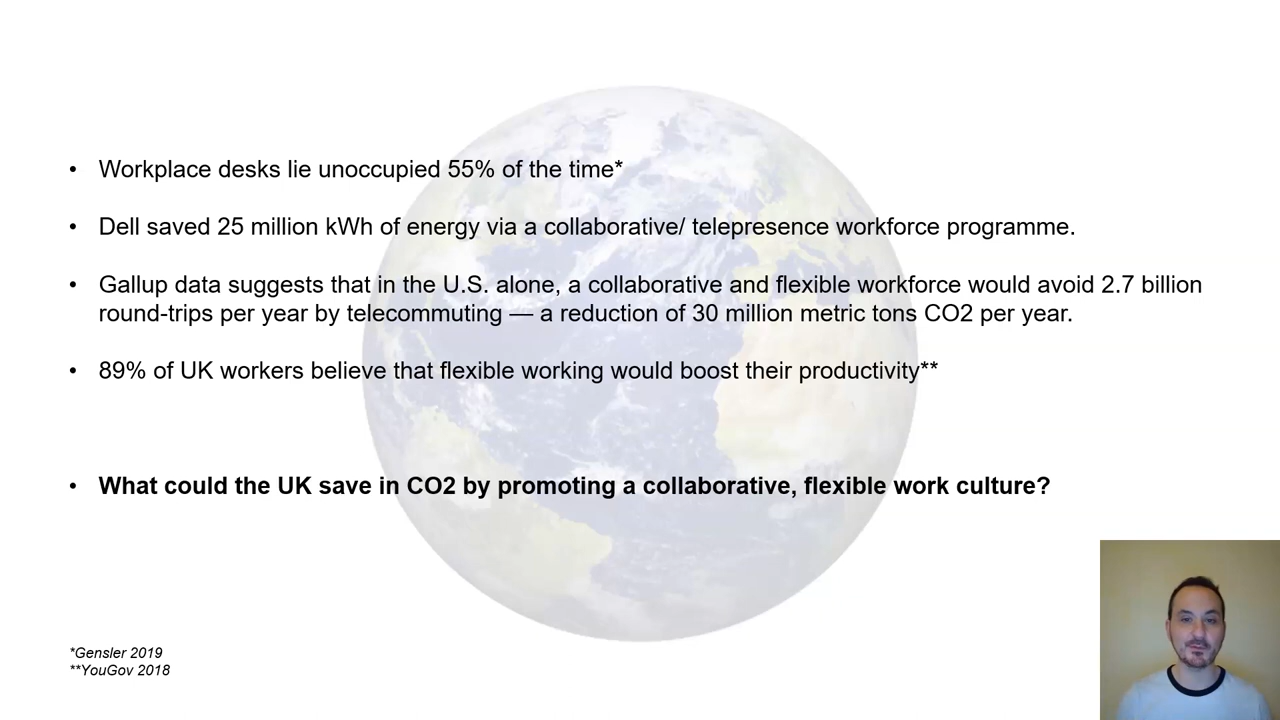 • Workplace desks lie unoccupied 55% of the time*
• Dell saved 25 million kWh of energy via a collaborative/ telepresence workforce programme.
• Gallup data suggests that in the U.S. alone, a collaborative and flexible workforce would avoid 2.7 billion
round-trips per year by telecommuting — a reduction of 30 million metric tons CO2 per year.
• 89% of UK workers believe that flexible working would boost their productivity**
• What could the UK save in CO2 by promoting a collaborative, flexible work culture?
*Gensler 2019
**YouGov 2018